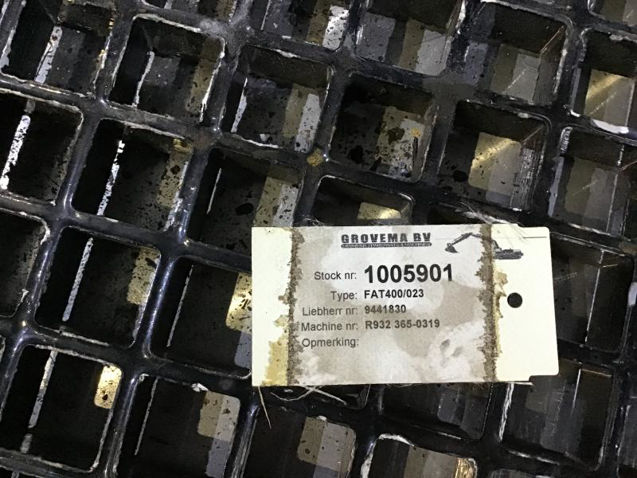 GROVEMA BV
Stock nr: 1005901
Type: FAT400/023
Liebherr nr: 9441830
Machine nr: R932 365-0319
Opmerking: